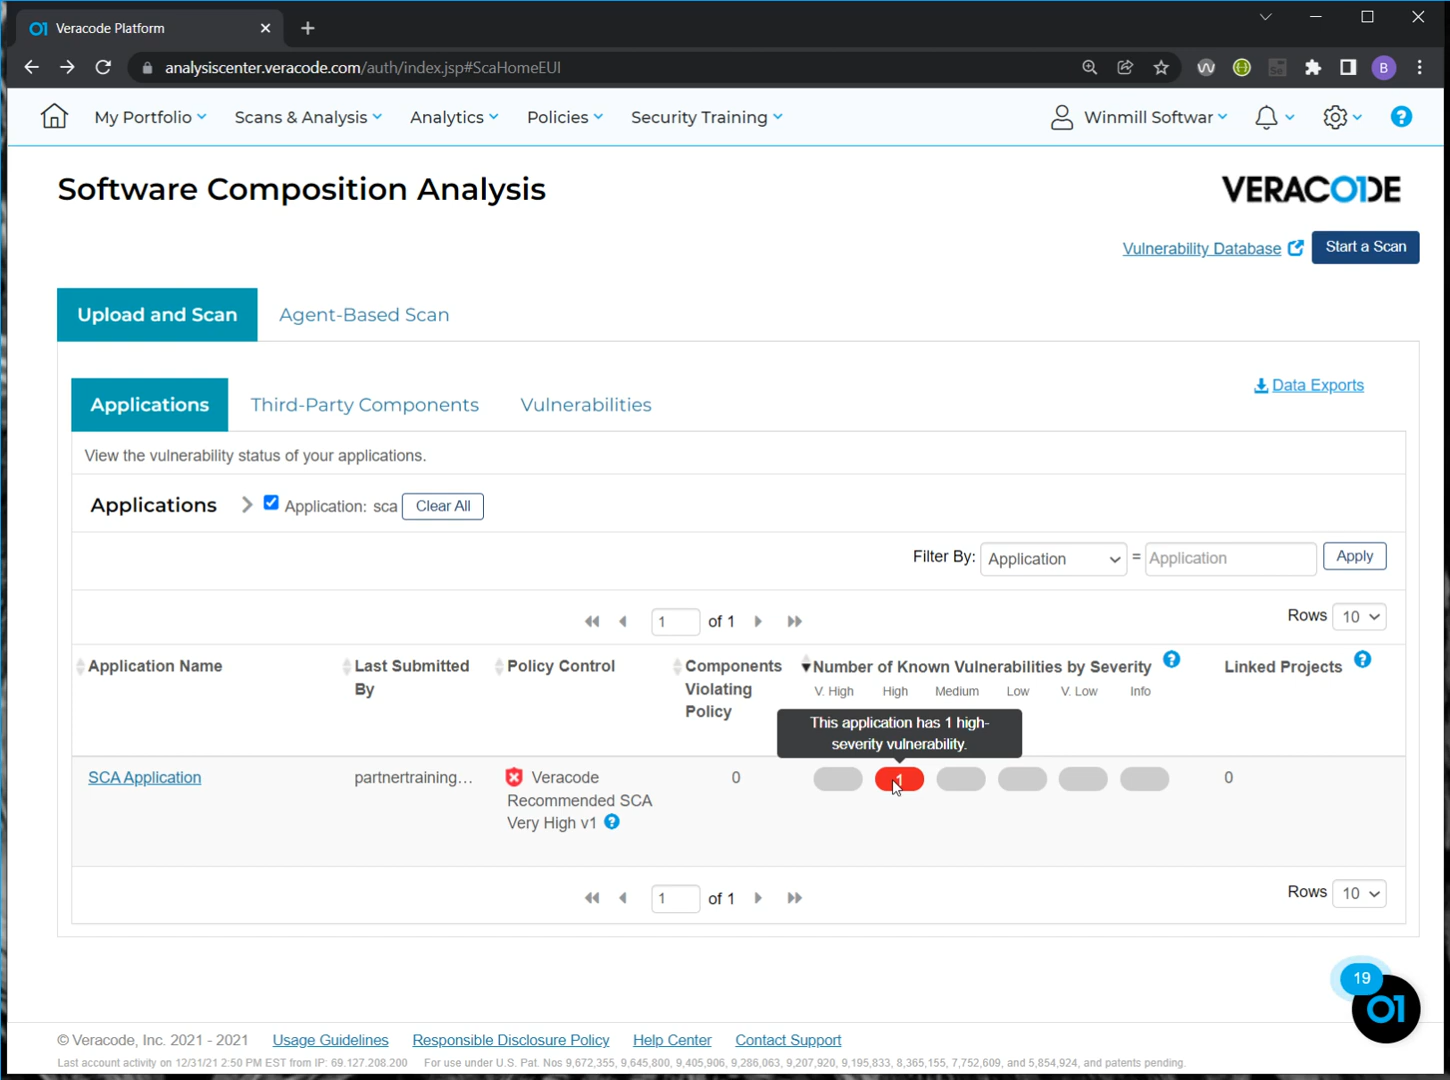 Veracode Platform
analysiscenter.veracode.com/auth/index.jsp#ScaHomeEUI
B
My Portfolio
Scans & Analysis
Analytics
Policies
Security Training
Winmill Softwar
?
Software Composition Analysis
VERACODE
Vulnerability Database
Start a Scan
Upload and Scan
Agent-Based Scan
Applications
Third-Party Components
Vulnerabilities
Data Exports
View the vulnerability status of your applications.
Applications
Application: sca
Clear All
Filter By:
Application
=
Application
Apply
1
of 1
Rows
10
Application Name
Last Submitted
By
Policy Control
Components
Violating
Policy
Number of Known Vulnerabilities by Severity
?
V. High
High
Medium
Low
V. Low
Info
Linked Projects
?
This application has 1 high-
severity vulnerability.
SCA Application
partnertraining...
Veracode
Recommended SCA
Very High v1
?
0
1
0
1
of 1
Rows
10
19
© Veracode, Inc. 2021 - 2021
Usage Guidelines
Responsible Disclosure Policy
Help Center
Contact Support
Last account activity on 12/31/21 2:50 PM EST from IP: 69.127.208.200
For use under U.S. Pat. Nos 9,672,355, 9,645,800, 9,405,906, 9,286,063, 9,207,920, 9,195,833, 8,365,155, 7,752,609, and 5,854,924, and patents pending.